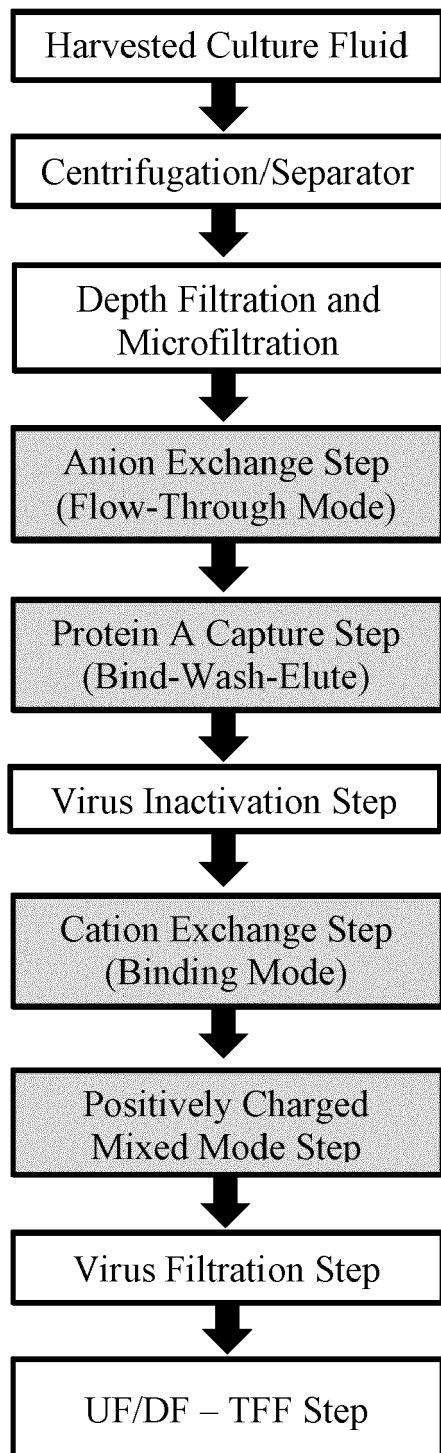 Harvested Culture Fluid
Centrifugation/Separator
Depth Filtration and
Microfiltration
Anion Exchange Step
(Flow-Through Mode)
Protein A Capture Step
(Bind-Wash-Elute)
Virus Inactivation Step
Cation Exchange Step
(Binding Mode)
Positively Charged
Mixed Mode Step
Virus Filtration Step
UF/DF – TFF Step